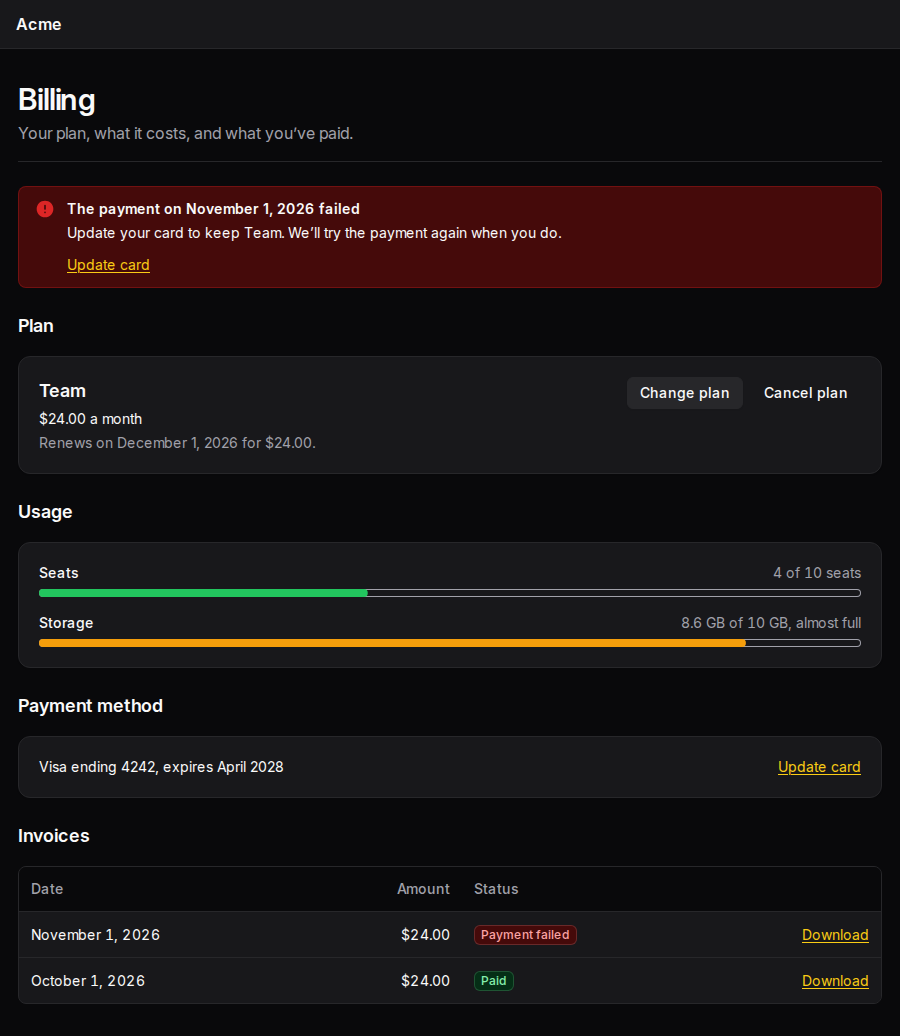 Acme
Billing
Your plan, what it costs, and what you’ve paid.
The payment on November 1, 2026 failed
Update your card to keep Team. We’ll try the payment again when you do.
Update card
Plan
Team
Change plan
Cancel plan
$24.00 a month
Renews on December 1, 2026 for $24.00.
Usage
Seats
4 of 10 seats
Storage
8.6 GB of 10 GB, almost full
Payment method
Visa ending 4242, expires April 2028
Update card
Invoices
Date Amount Status
November 1, 2026 $24.00 Payment failed Download
October 1, 2026 $24.00 Paid Download